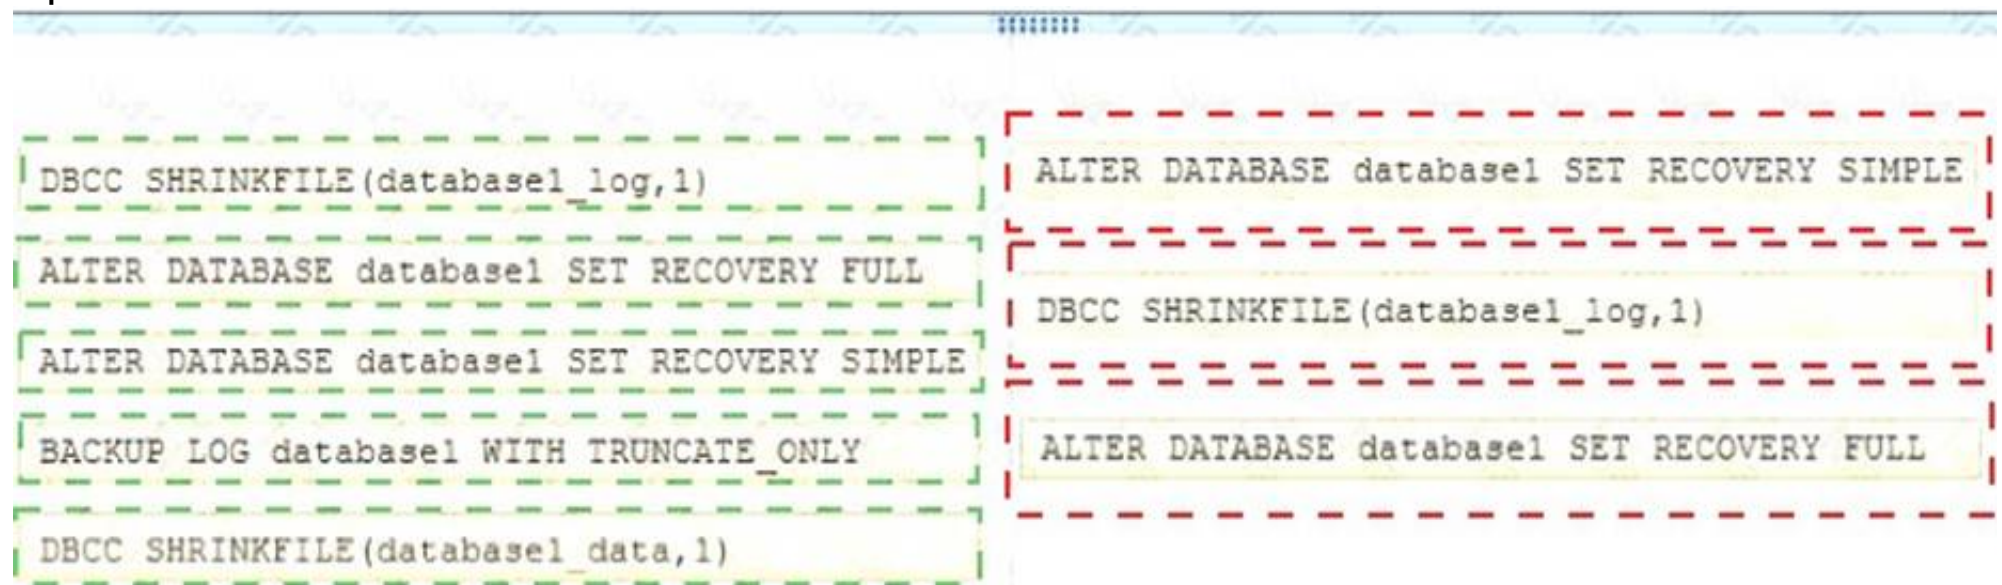 DBCC SHRINKFILE(database1_log,1)
ALTER DATABASE database1 SET RECOVERY FULL
ALTER DATABASE database1 SET RECOVERY SIMPLE
BACKUP LOG database1 WITH TRUNCATE_ONLY
DBCC SHRINKFILE(database1_data,1)
ALTER DATABASE database1 SET RECOVERY SIMPLE
DBCC SHRINKFILE(database1_log,1)
ALTER DATABASE database1 SET RECOVERY FULL